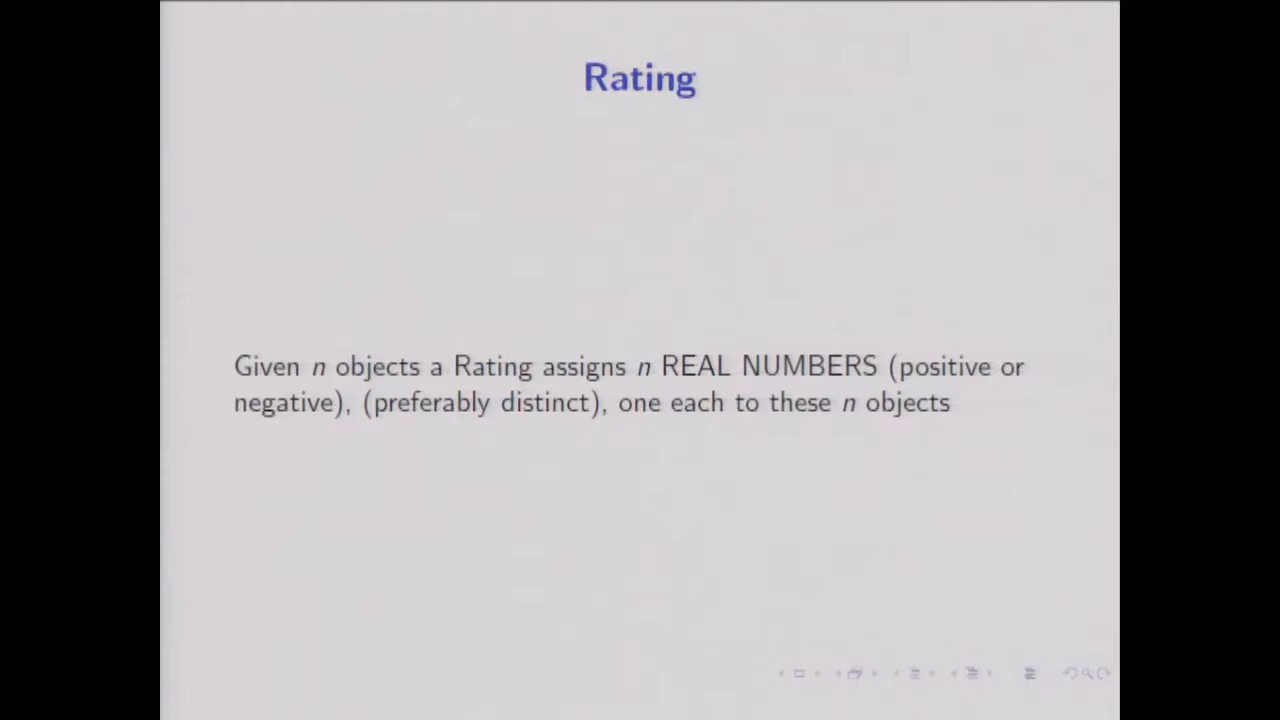 Rating
Given n objects a Rating assigns n REAL NUMBERS (positive or
negative), (preferably distinct), one each to these n objects